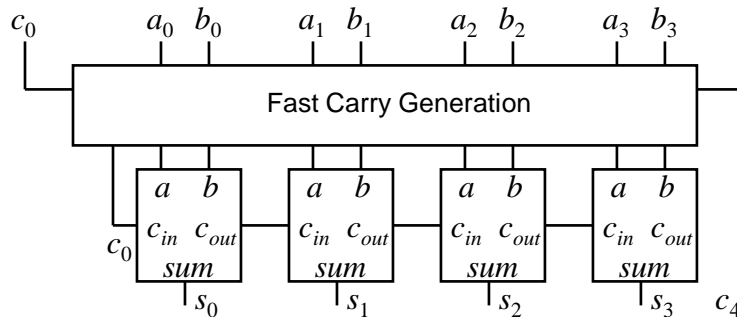 c0 a0 b0 a1 b1 a2 b2 a3 b3
Fast Carry Generation
a b a b a b a b
c0 cin cout cin cout cin cout cin cout
sum sum sum sum
s0 s1 s2 s3 c4